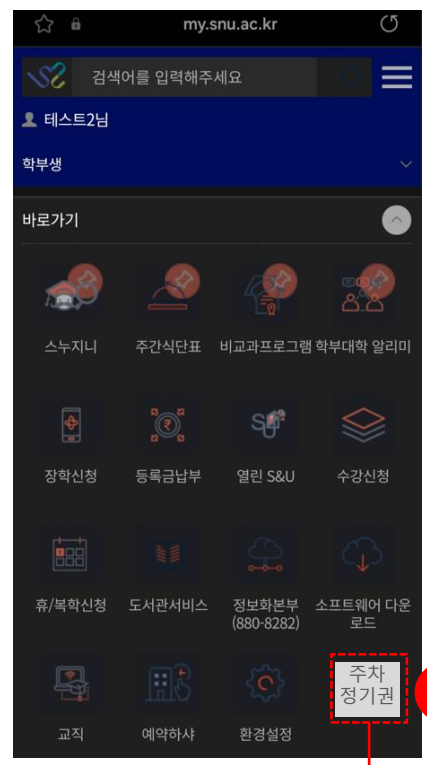 my.snu.ac.kr
검색어를 입력해주세요
테스트2님
학부생
바로가기
스누지니 주간식단표 비교과프로그램 학부대학 알리미
장학신청 등록금납부 열린 S&U 수강신청
휴/복학신청 도서관서비스 정보화본부 소프트웨어 다운
(880-8282) 로드
주차
정기권
교직 예약하샤 환경설정